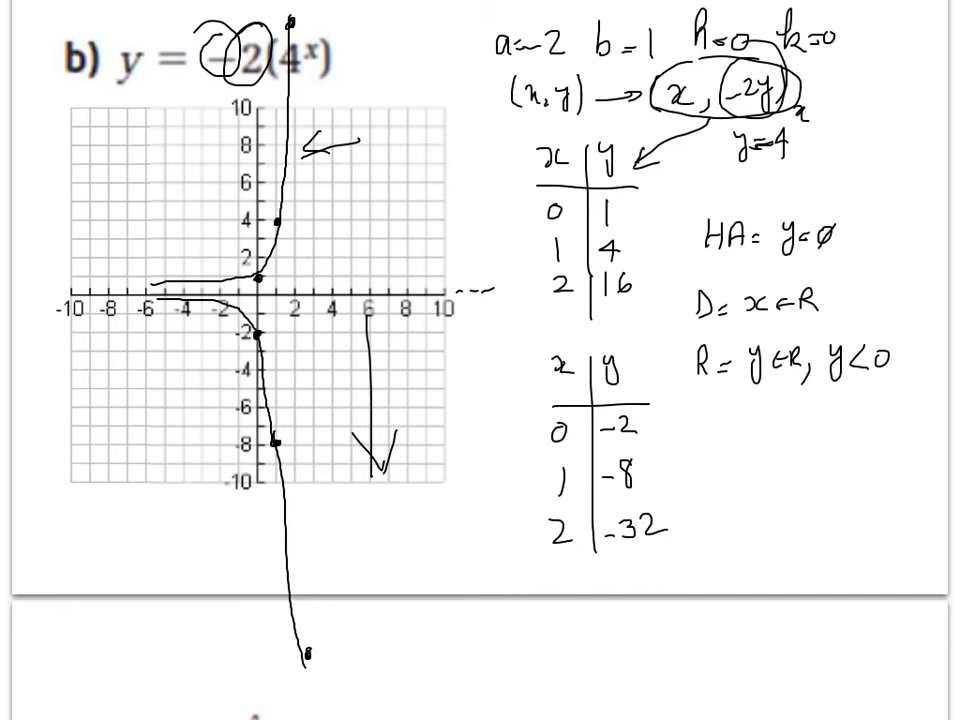 b) y = -2(4ˣ)
a=-2 b=1 h=0 k=0
(x,y) → (x, -2y)
y=4ˣ
x | y
0 | 1
1 | 4
2 | 16
HA= y=0
D= x∈R
R= y∈R, y<0
x | y
0 | -2
1 | -8
2 | -32
10
8
6
4
2
-10 -8 -6 -4 -2 2 4 6 8 10
-2
-4
-6
-8
-10